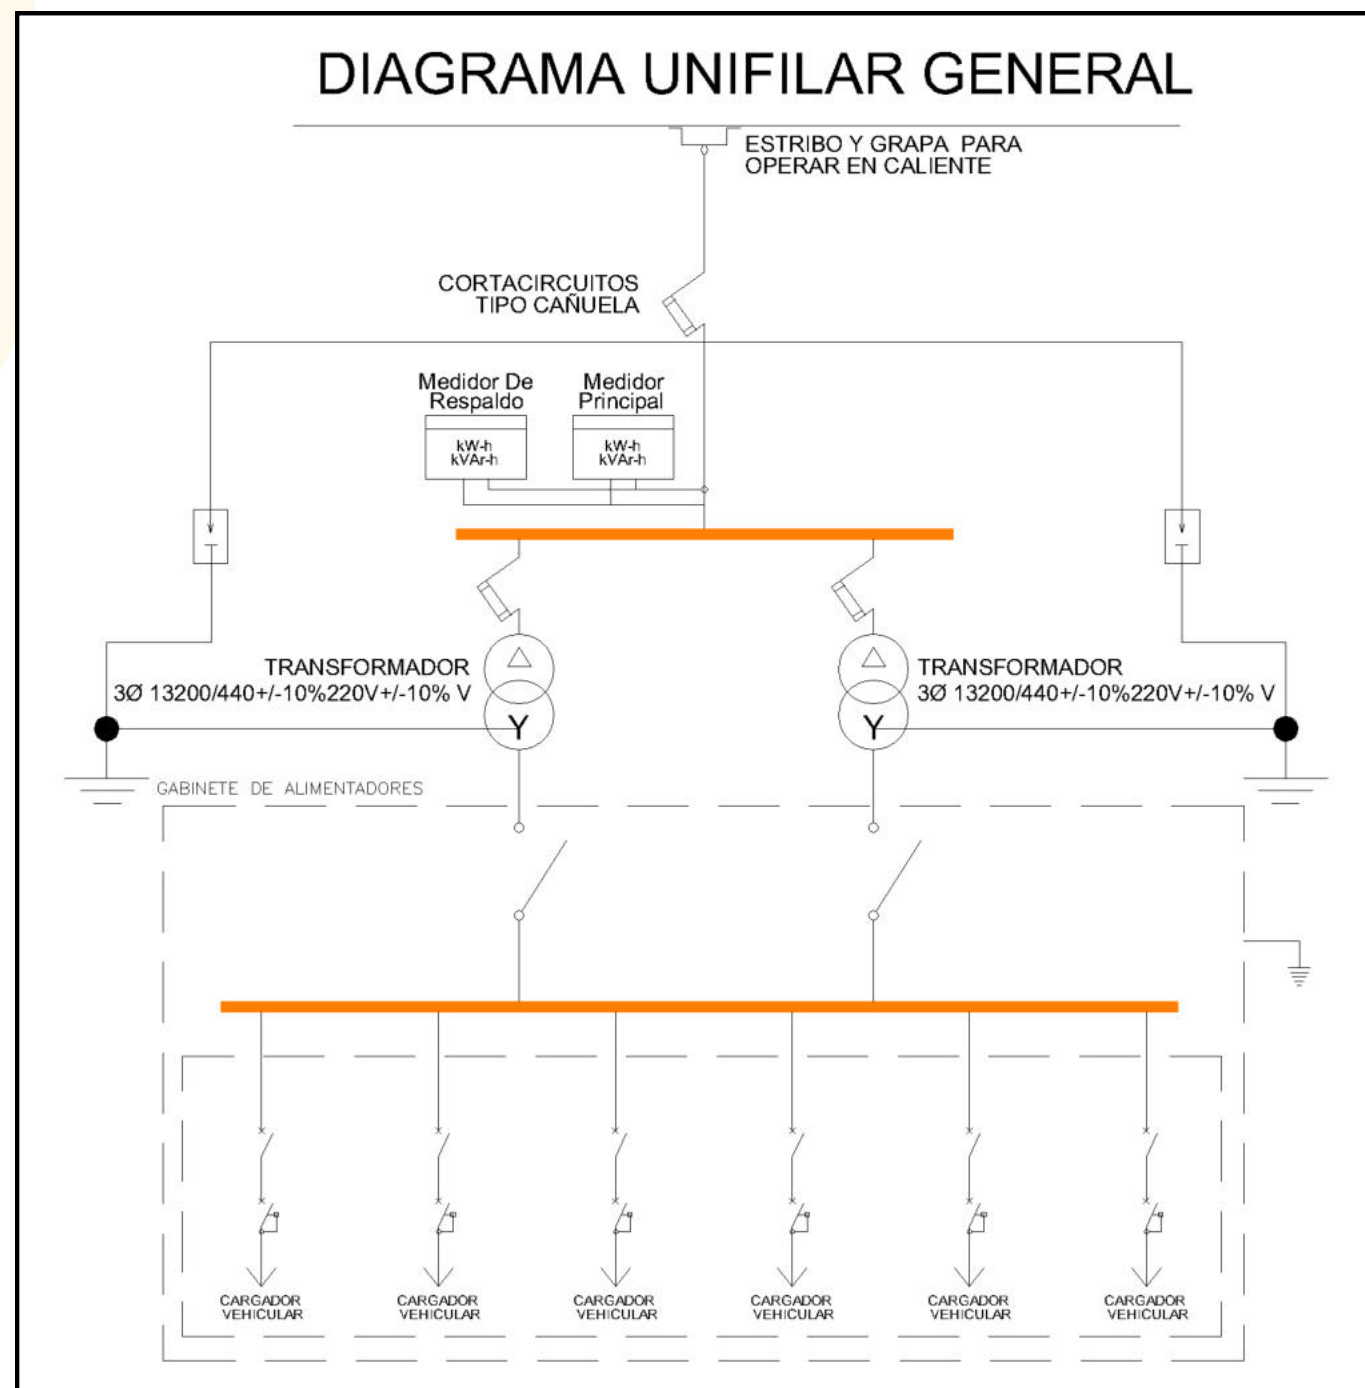 DIAGRAMA UNIFILAR GENERAL
ESTRIBO Y GRAPA PARA
OPERAR EN CALIENTE
CORTACIRCUITOS
TIPO CAÑUELA
Medidor De
Respaldo
kW-h
kVAr-h
Medidor
Principal
kW-h
kVAr-h
TRANSFORMADOR
3Ø 13200/440+/-10%220V+/-10% V
Y
TRANSFORMADOR
3Ø 13200/440+/-10%220V+/-10% V
Y
GABINETE DE ALIMENTADORES
CARGADOR
VEHICULAR
CARGADOR
VEHICULAR
CARGADOR
VEHICULAR
CARGADOR
VEHICULAR
CARGADOR
VEHICULAR
CARGADOR
VEHICULAR